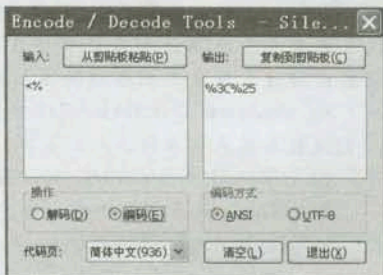 Encode / Decode Tools - Sile...
输入: 从剪贴板粘贴(P) 输出: 复制到剪贴板(C)
<% %3C%25
操作 编码方式
解码(D) 编码(E) ANSI UTF-8
代码页: 简体中文(936) 清空(L) 退出(X)